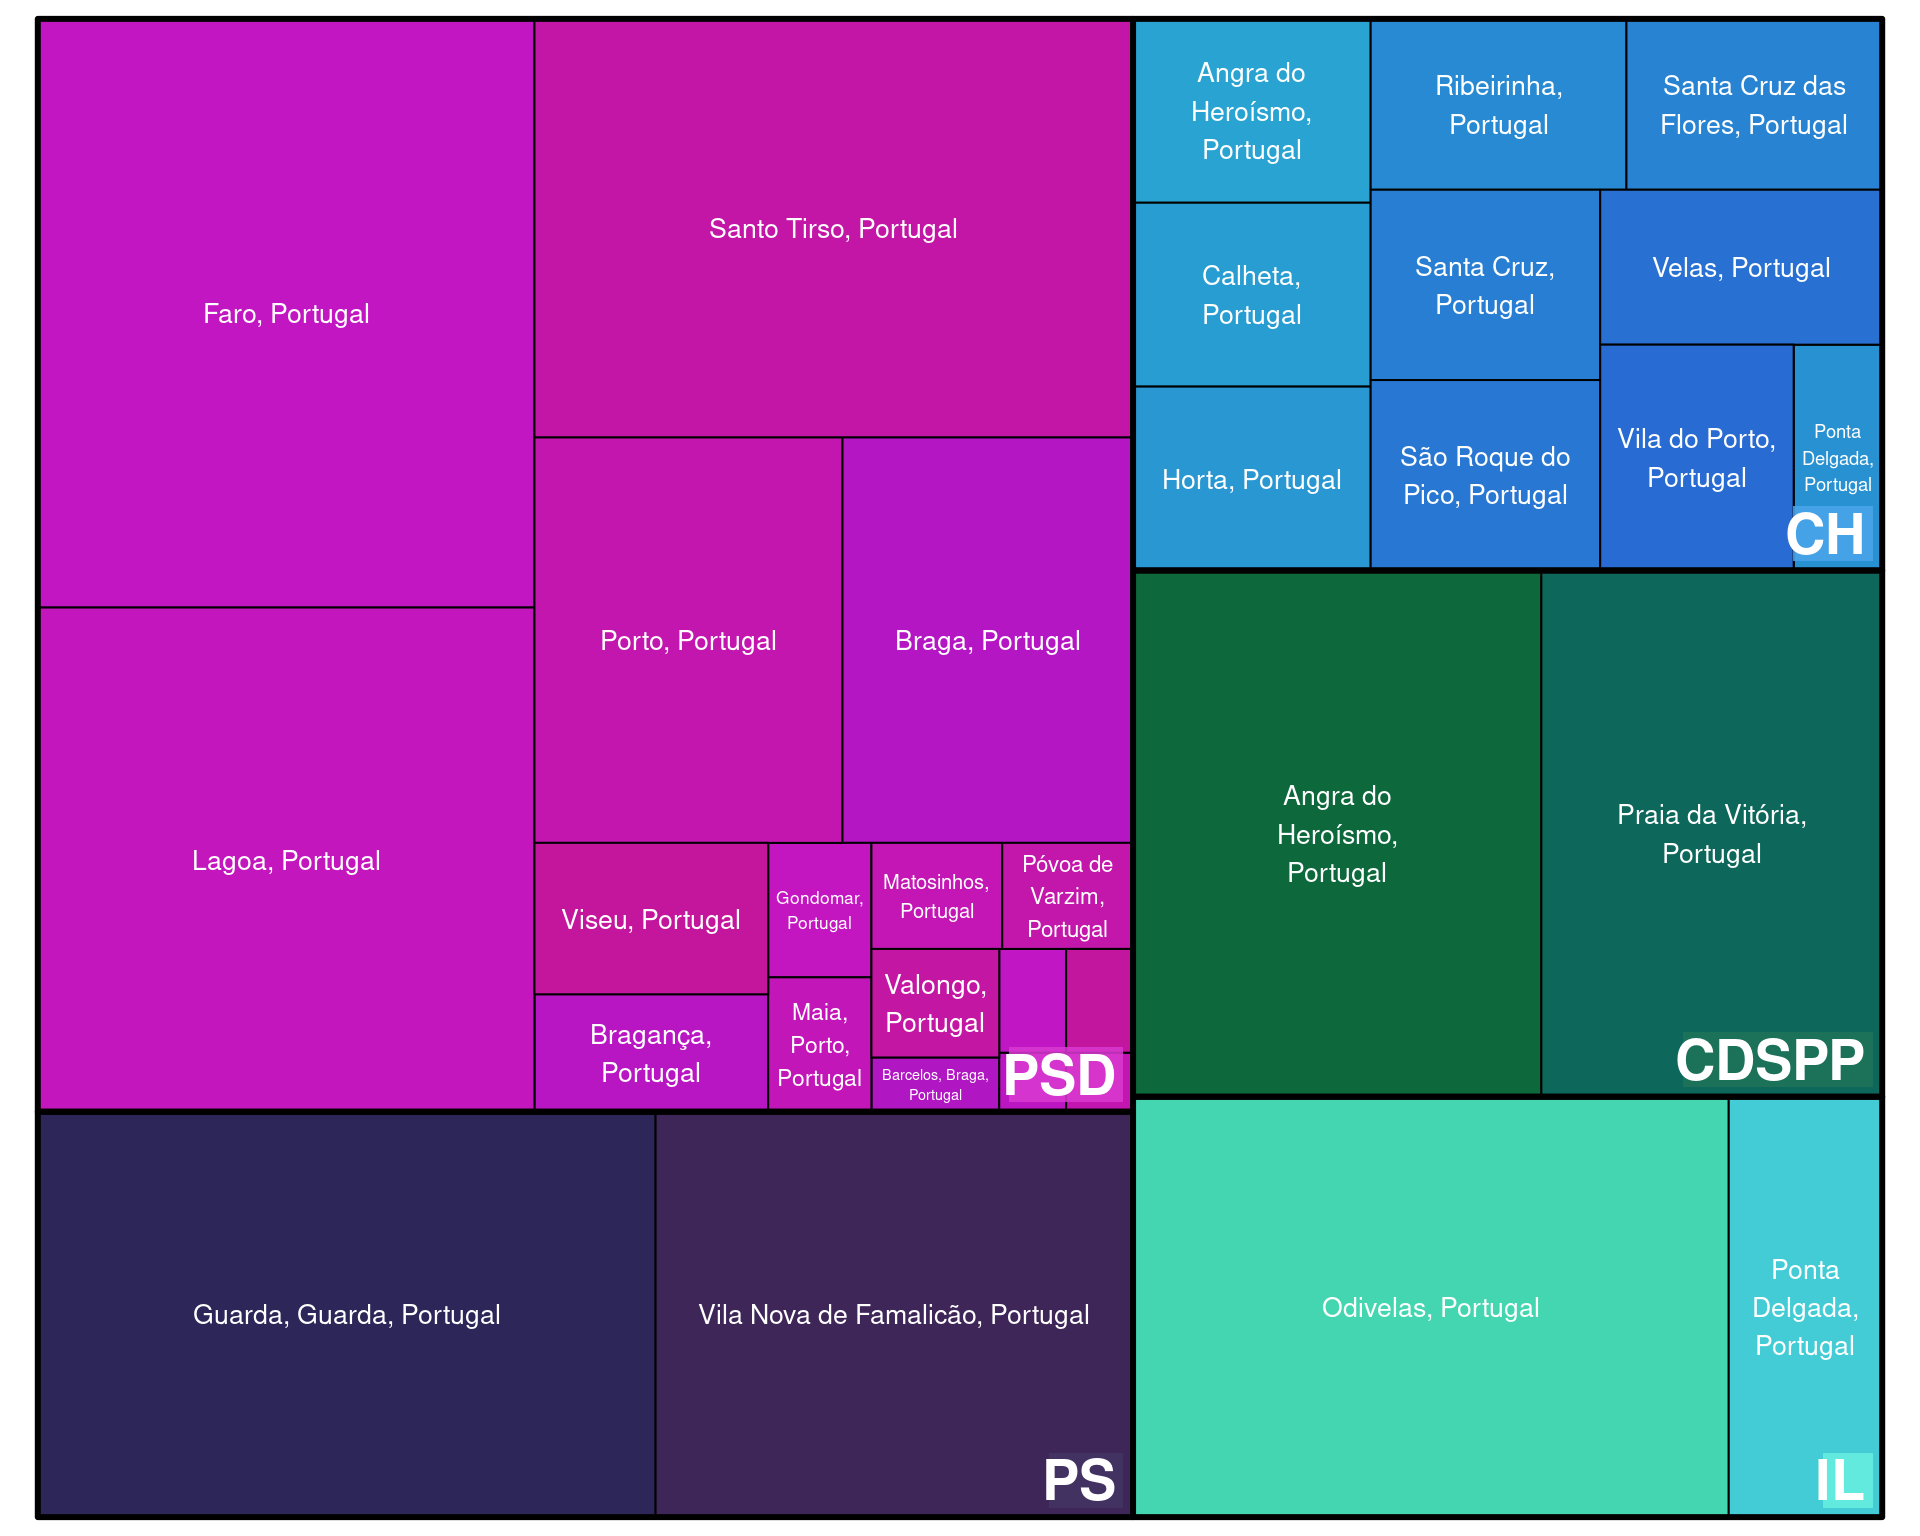 Faro, Portugal
Santo Tirso, Portugal
Lagoa, Portugal
Porto, Portugal
Braga, Portugal
Viseu, Portugal
Bragança,
Portugal
Gondomar,
Portugal
Maia,
Porto,
Portugal
Matosinhos,
Portugal
Póvoa de
Varzim,
Portugal
Valongo,
Portugal
Barcelos, Braga,
Portugal
PSD
Guarda, Guarda, Portugal
Vila Nova de Famalicão, Portugal
PS
Angra do
Heroísmo,
Portugal
Calheta,
Portugal
Horta, Portugal
Ribeirinha,
Portugal
Santa Cruz das
Flores, Portugal
Santa Cruz,
Portugal
Velas, Portugal
São Roque do
Pico, Portugal
Vila do Porto,
Portugal
Ponta
Delgada,
Portugal
CH
Angra do
Heroísmo,
Portugal
Praia da Vitória,
Portugal
CDSPP
Odivelas, Portugal
Ponta
Delgada,
Portugal
IL